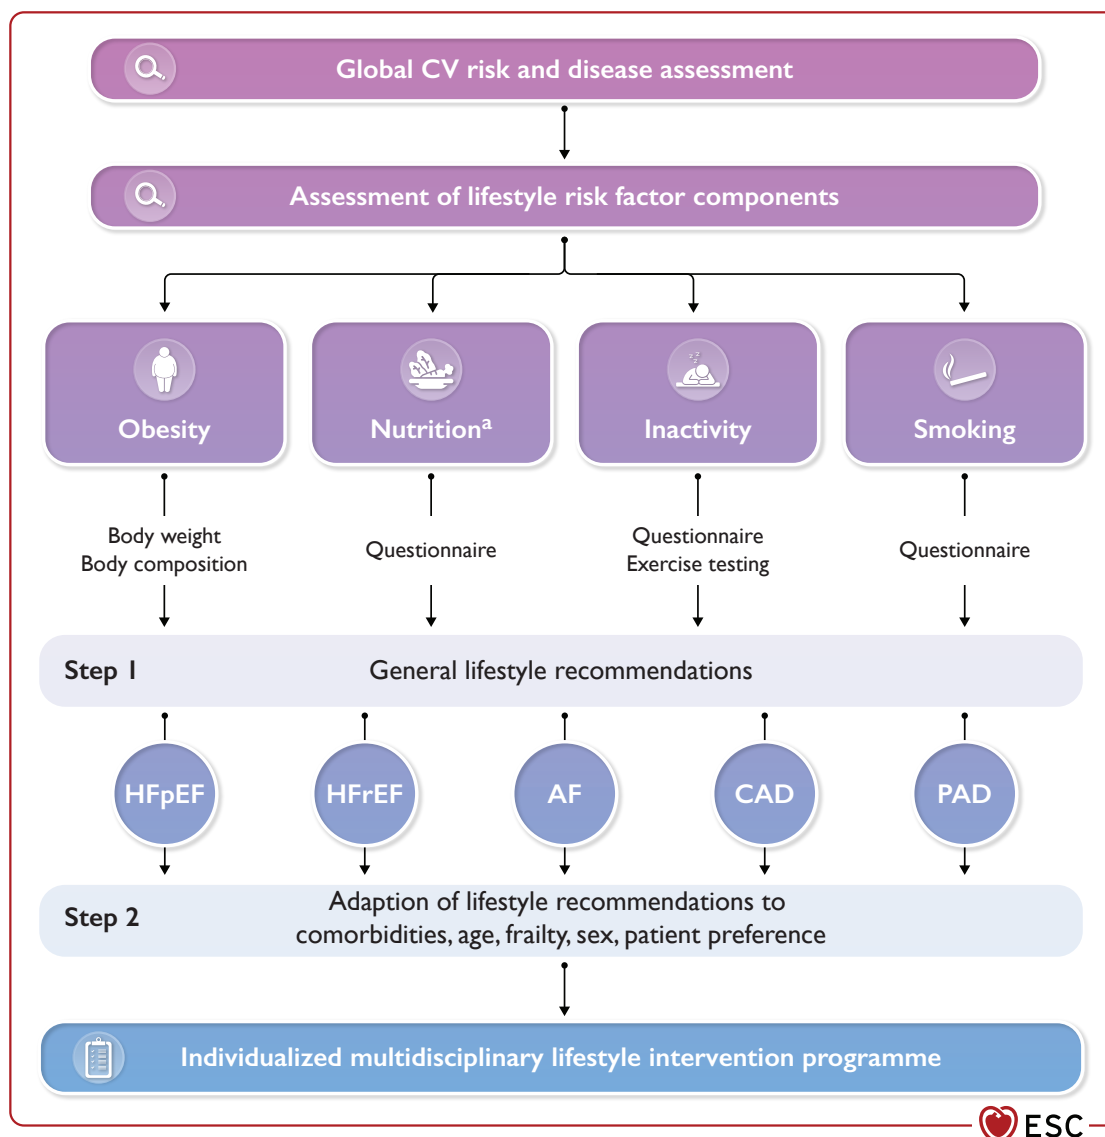 Global CV risk and disease assessment
Assessment of lifestyle risk factor components
Obesity
Nutritionᵃ
Inactivity
Smoking
Body weight
Body composition
Questionnaire
Questionnaire
Exercise testing
Questionnaire
Step 1
General lifestyle recommendations
HFpEF
HFrEF
AF
CAD
PAD
Step 2
Adaption of lifestyle recommendations to
comorbidities, age, frailty, sex, patient preference
Individualized multidisciplinary lifestyle intervention programme
ESC